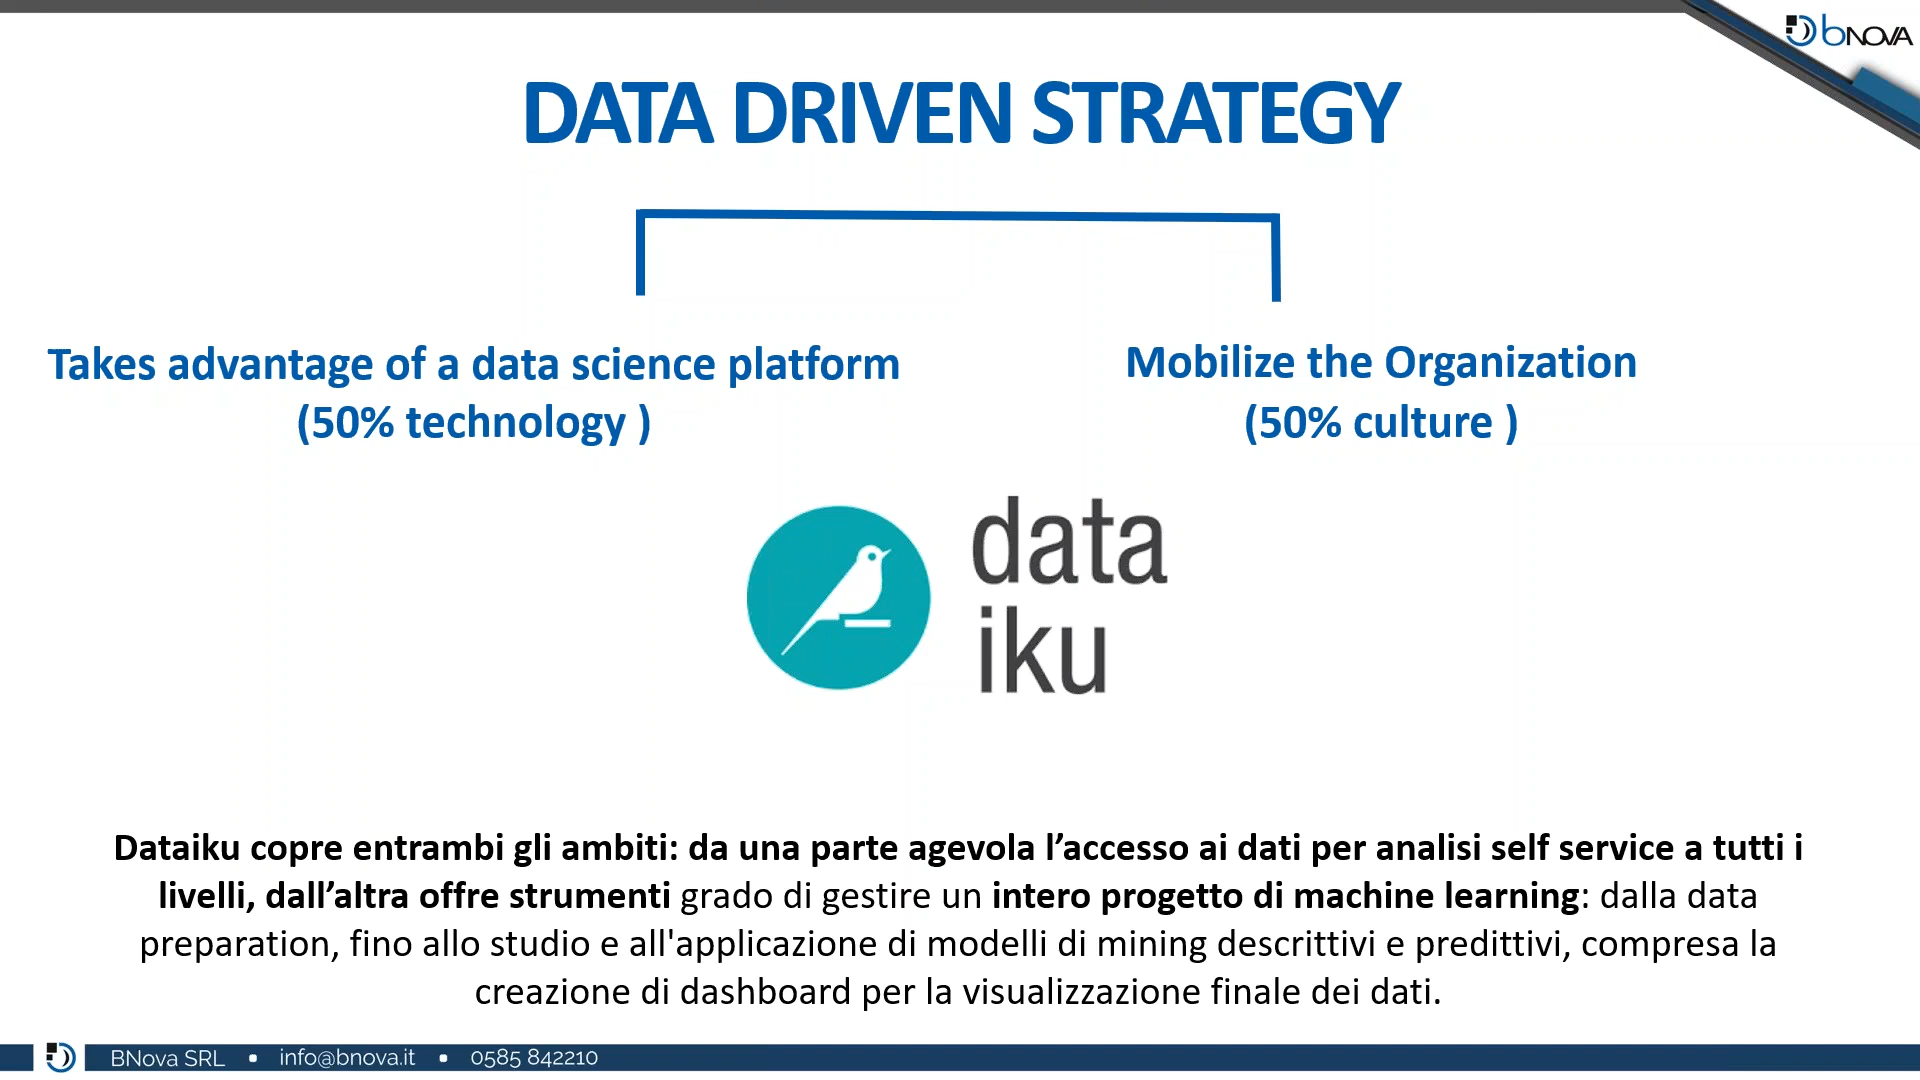 bNOVA
DATA DRIVEN STRATEGY
Takes advantage of a data science platform
(50% technology )
Mobilize the Organization
(50% culture )
data
iku
Dataiku copre entrambi gli ambiti: da una parte agevola l’accesso ai dati per analisi self service a tutti i
livelli, dall’altra offre strumenti grado di gestire un intero progetto di machine learning: dalla data
preparation, fino allo studio e all'applicazione di modelli di mining descrittivi e predittivi, compresa la
creazione di dashboard per la visualizzazione finale dei dati.
BNova SRL • info@bnova.it • 0585 842210